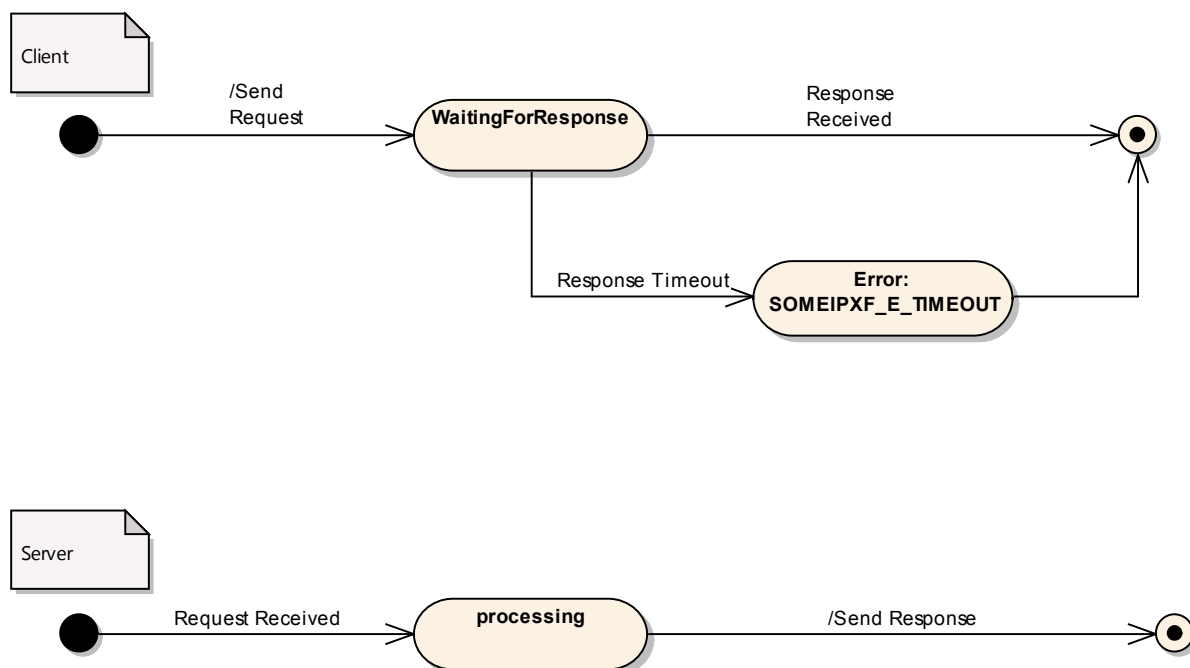 Client
/Send
Request
WaitingForResponse
Response
Received
Response Timeout
Error:
SOMEIPXF_E_TIMEOUT
Server
Request Received
processing
/Send Response